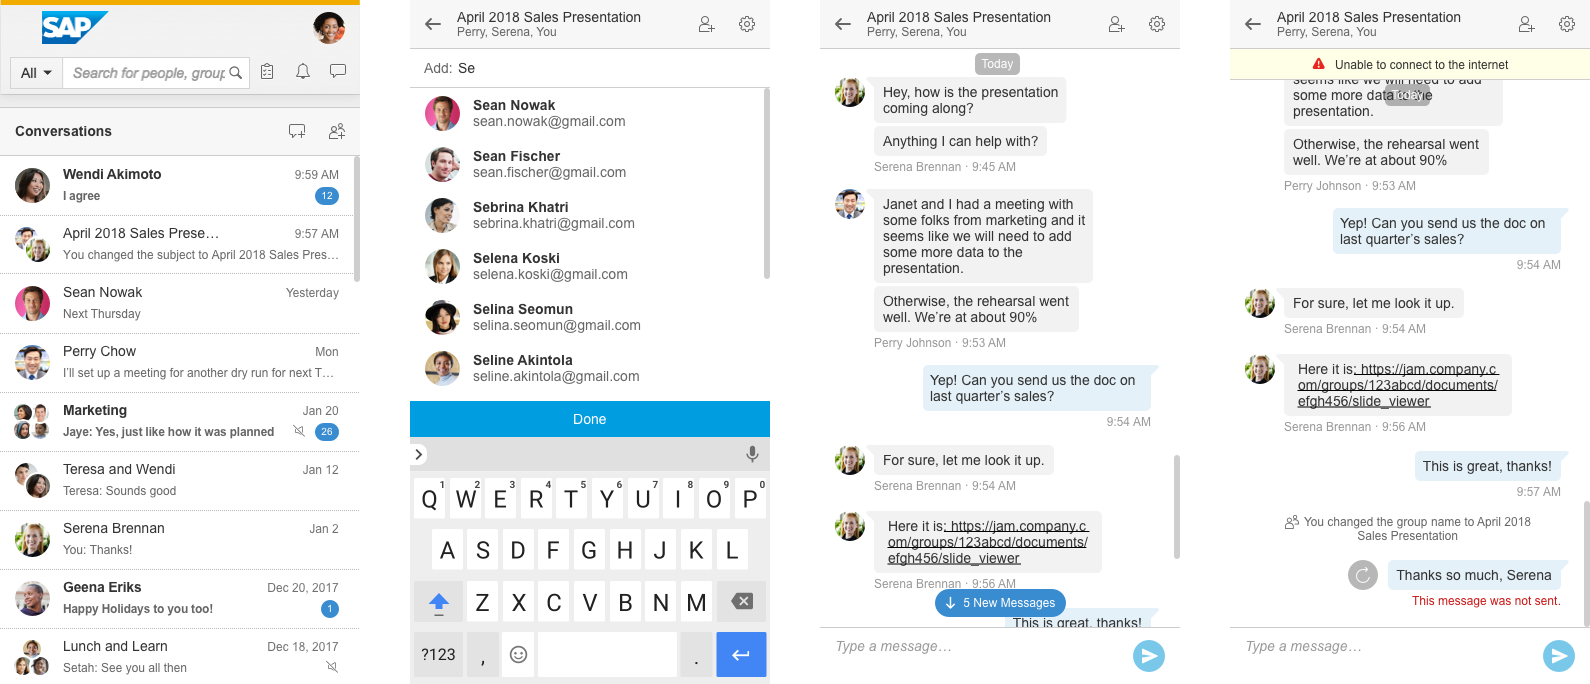 SAP
All
Search for people, group
Conversations
Wendi Akimoto
9:59 AM
I agree
12
April 2018 Sales Prese…
9:57 AM
You changed the subject to April 2018 Sales Pres…
Sean Nowak
Yesterday
Next Thursday
Perry Chow
Mon
I'll set up a meeting for another dry run for next T…
Marketing
Jan 20
Jaye: Yes, just like how it was planned
26
Teresa and Wendi
Jan 12
Teresa: Sounds good
Serena Brennan
Jan 2
You: Thanks!
Geena Eriks
Dec 20, 2017
Happy Holidays to you too!
1
Lunch and Learn
Dec 18, 2017
Setah: See you all then
April 2018 Sales Presentation
Perry, Serena, You
Add: Se
Sean Nowak
sean.nowak@gmail.com
Sean Fischer
sean.fischer@gmail.com
Sebrina Khatri
sebrina.khatri@gmail.com
Selena Koski
selena.koski@gmail.com
Selina Seomun
selina.seomun@gmail.com
Seline Akintola
seline.akintola@gmail.com
Done
Q1 W2 E3 R4 T5 Y6 U7 I8 O9 P0
A S D F G H J K L
Z X C V B N M
?123 , .
April 2018 Sales Presentation
Perry, Serena, You
Today
Hey, how is the presentation
coming along?
Anything I can help with?
Serena Brennan · 9:45 AM
Janet and I had a meeting with
some folks from marketing and it
seems like we will need to add
some more data to the
presentation.
Otherwise, the rehearsal went
well. We're at about 90%
Perry Johnson · 9:53 AM
Yep! Can you send us the doc on
last quarter's sales?
9:54 AM
For sure, let me look it up.
Serena Brennan · 9:54 AM
Here it is: https://jam.company.c
om/groups/123abcd/documents/
efgh456/slide_viewer
Serena Brennan · 9:56 AM
5 New Messages
This is great, thanks!
Type a message…
April 2018 Sales Presentation
Perry, Serena, You
Unable to connect to the internet
seems like we will need to add
some more data to the
Today
presentation.
Otherwise, the rehearsal went
well. We're at about 90%
Perry Johnson · 9:53 AM
Yep! Can you send us the doc on
last quarter's sales?
9:54 AM
For sure, let me look it up.
Serena Brennan · 9:54 AM
Here it is: https://jam.company.c
om/groups/123abcd/documents/
efgh456/slide_viewer
Serena Brennan · 9:56 AM
This is great, thanks!
9:57 AM
You changed the group name to April 2018
Sales Presentation
Thanks so much, Serena
This message was not sent.
Type a message…